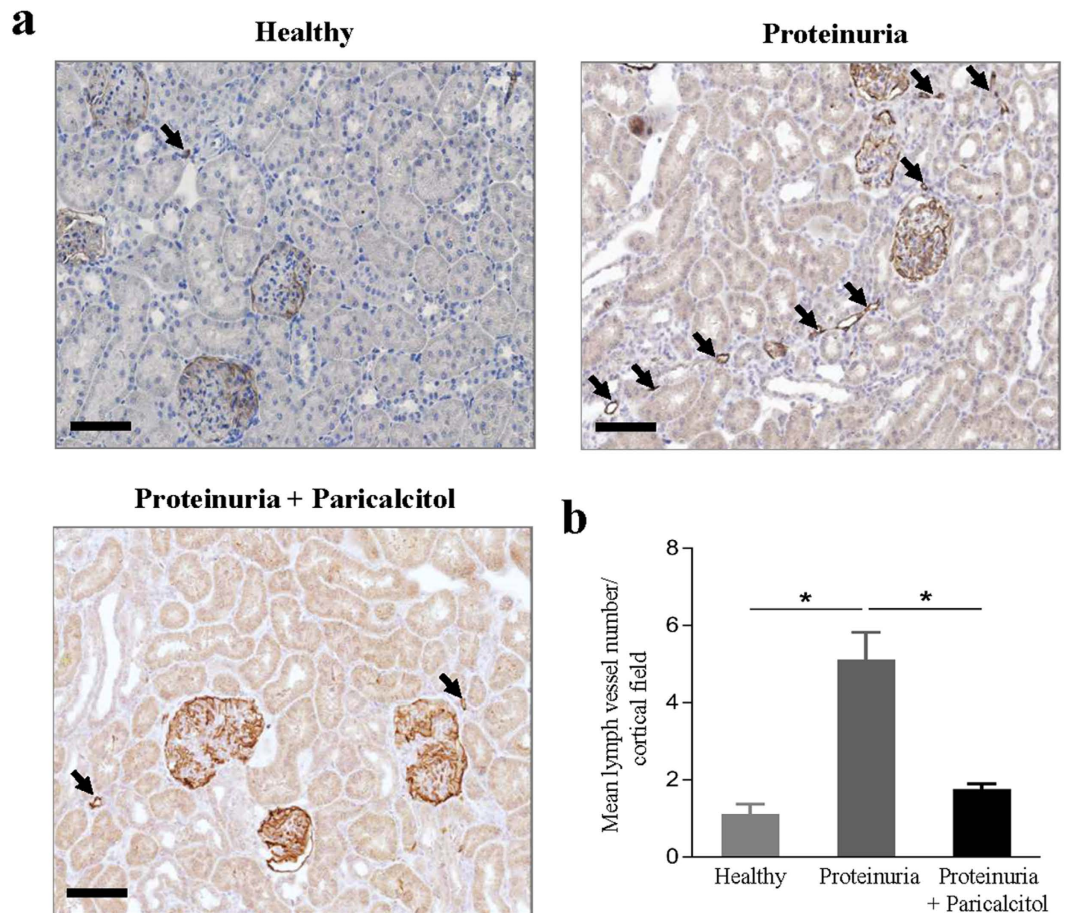 a
Healthy
Proteinuria
Proteinuria + Paricalcitol
b
Mean lymph vessel number/
cortical field
8
6
4
2
0
*
*
Healthy
Proteinuria
Proteinuria
+ Paricalcitol